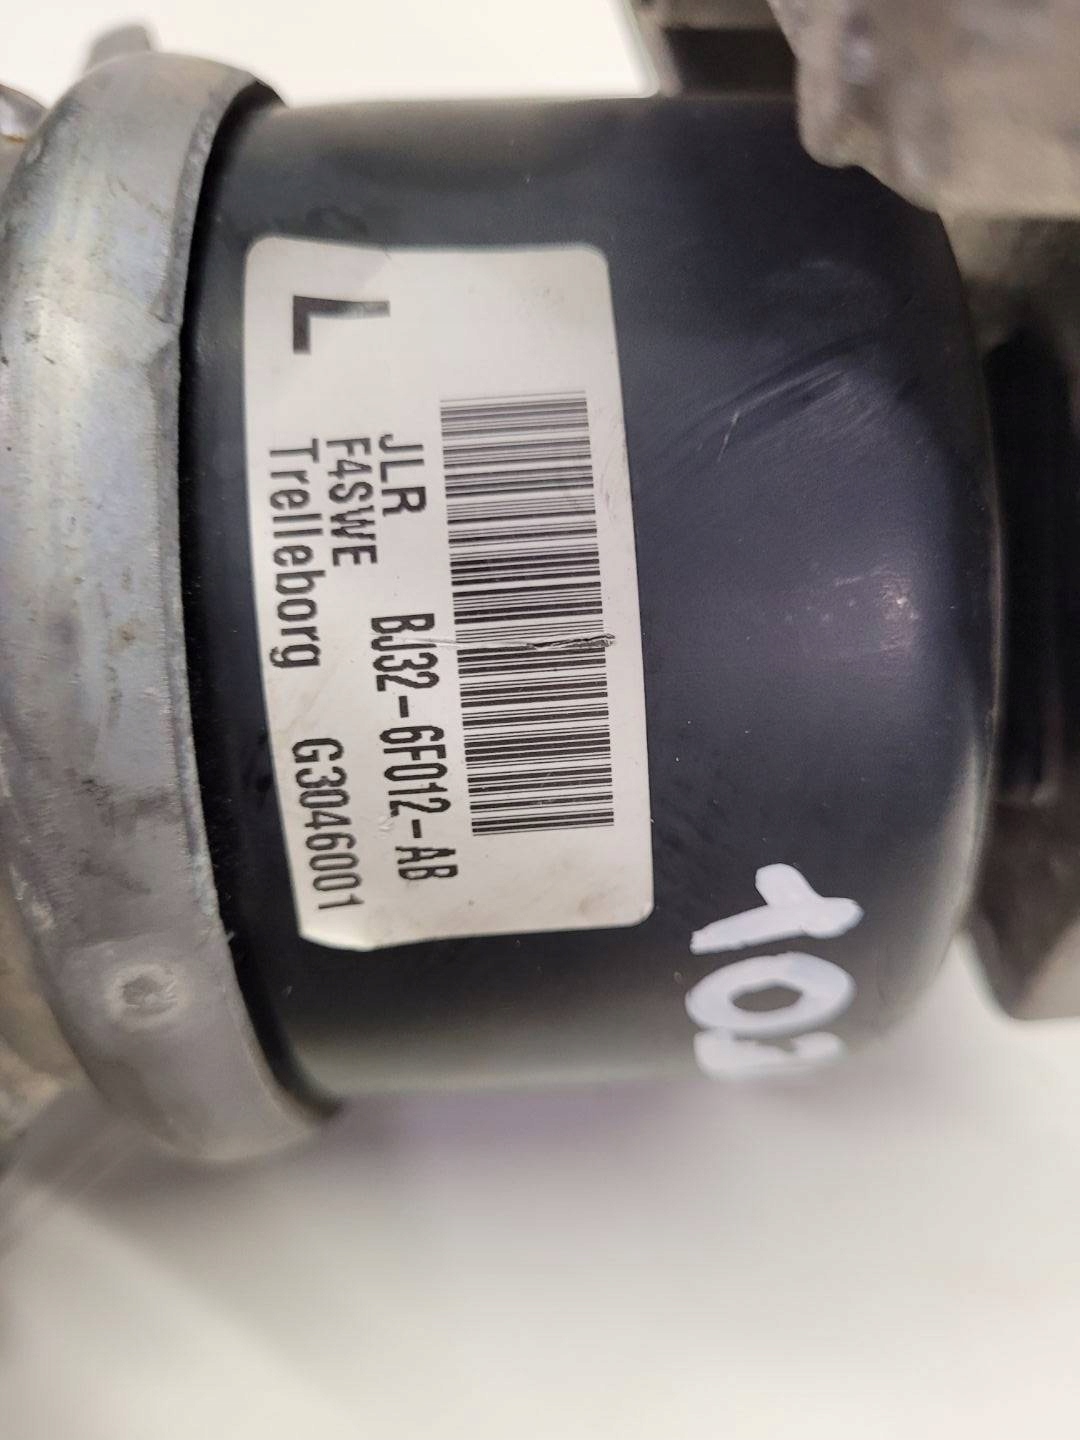 L
JLR BJ32-6F012-AB
F4SWE
Trelleborg G3046001